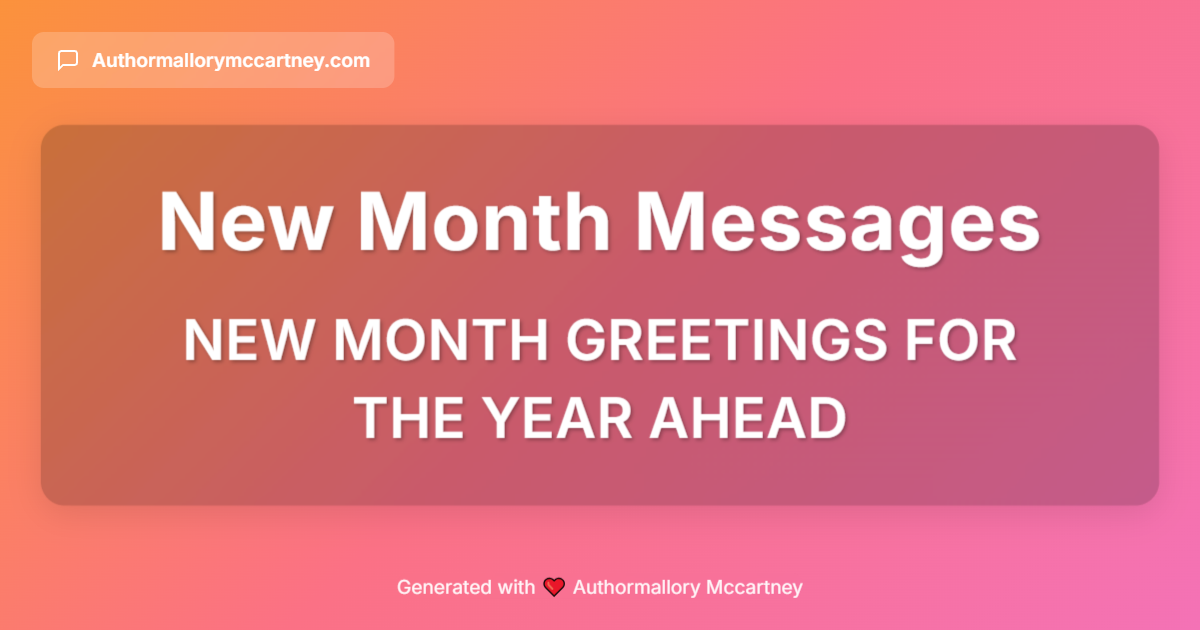 Authormallorymccartney.com
New Month Messages
NEW MONTH GREETINGS FOR
THE YEAR AHEAD
Generated with ❤️ Authormallory Mccartney